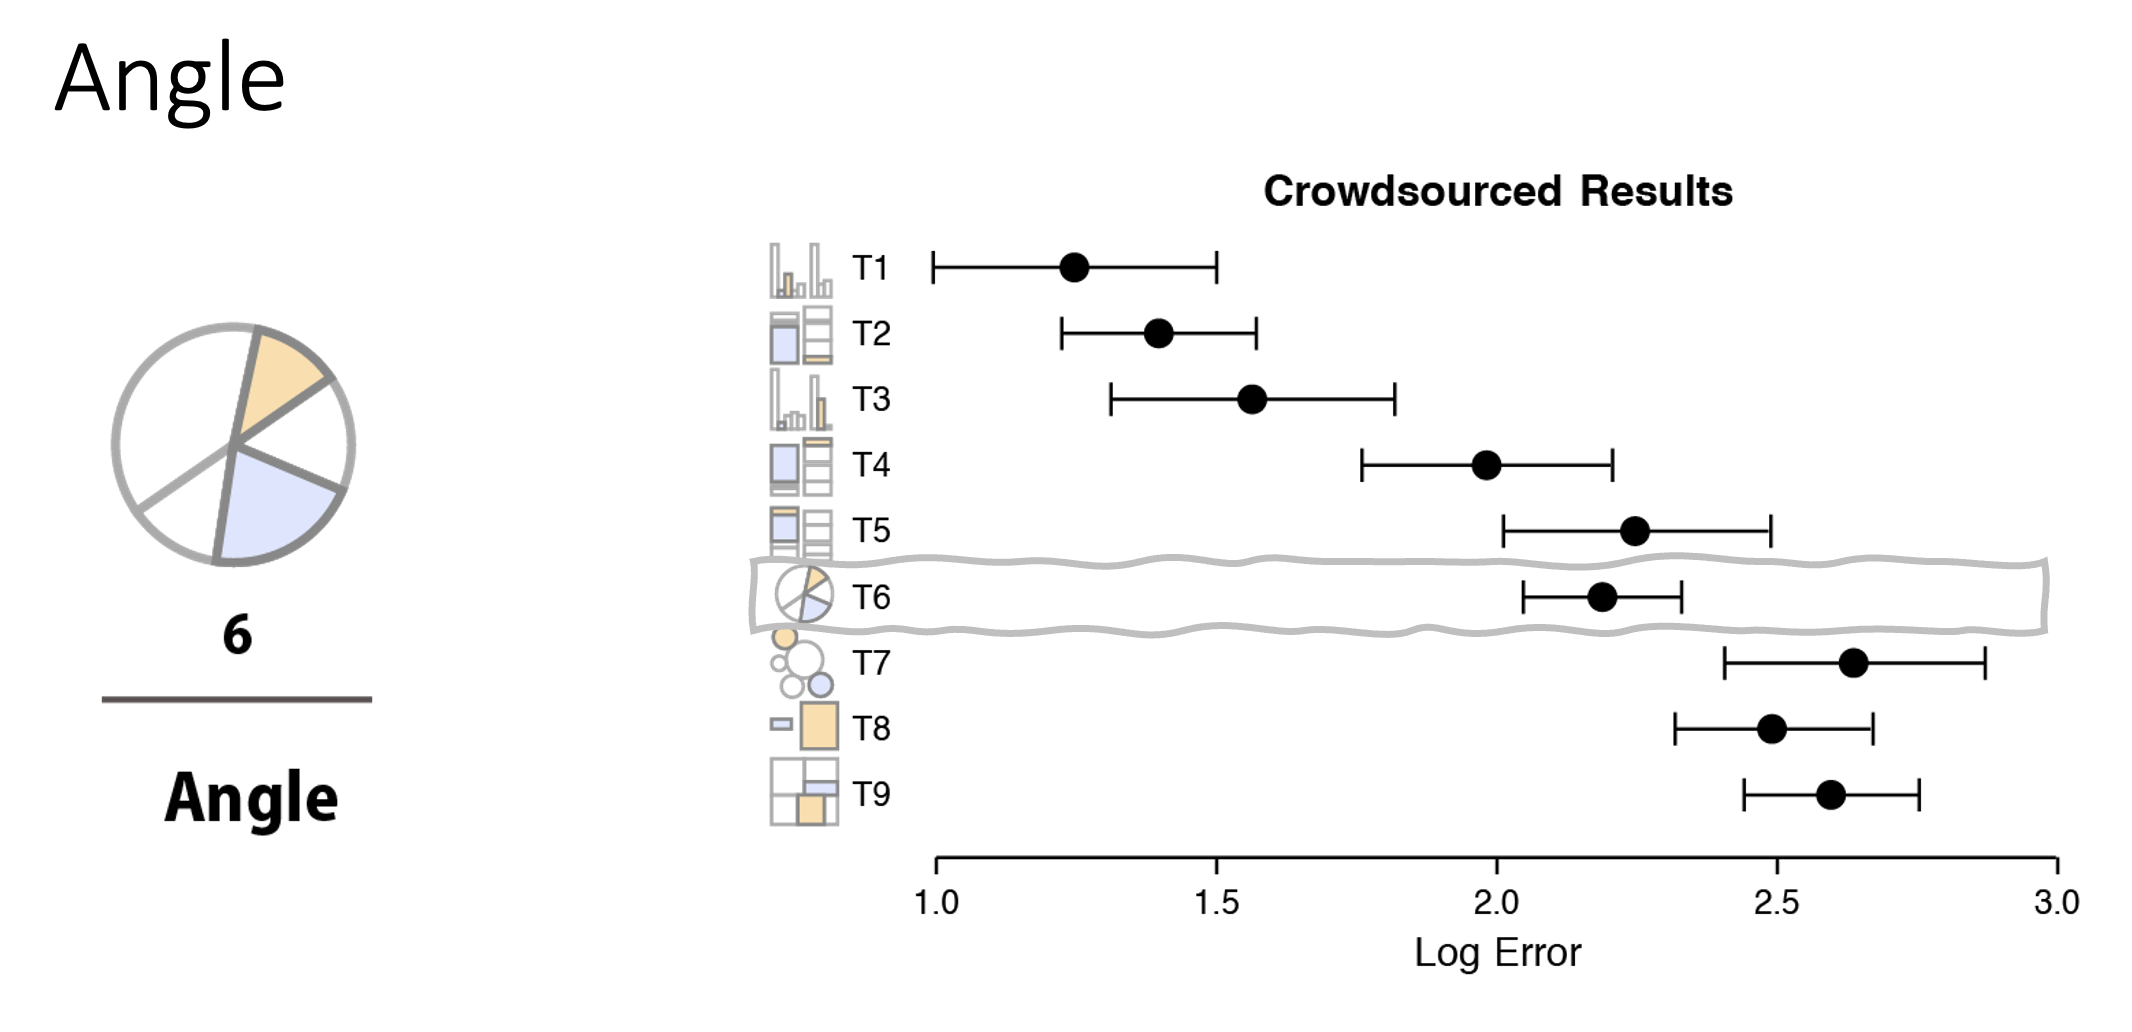 Angle
6
Angle
Crowdsourced Results
T1
T2
T3
T4
T5
T6
T7
T8
T9
1.0 1.5 2.0 2.5 3.0
Log Error